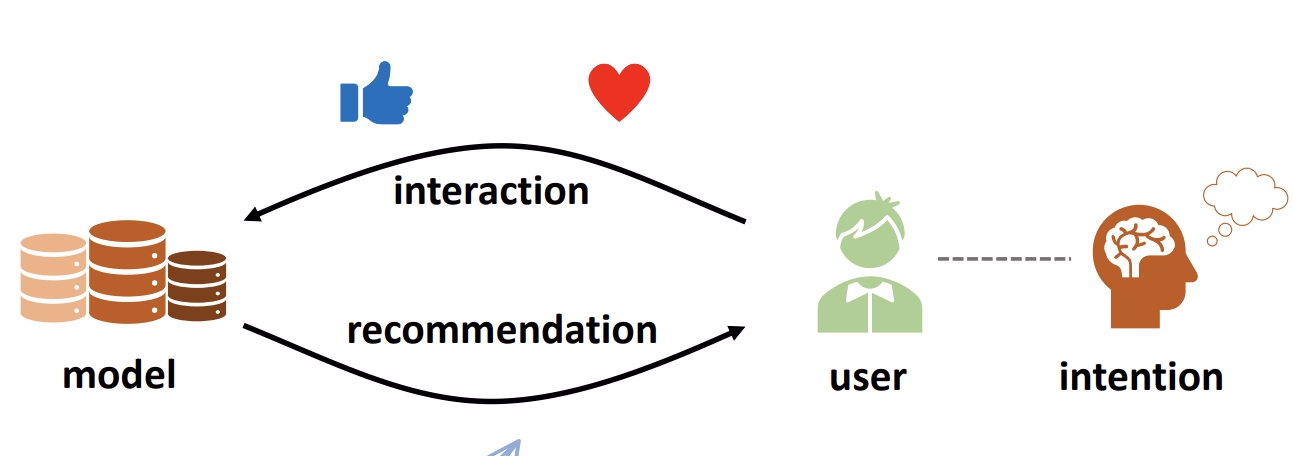 interaction
recommendation
model
user
intention